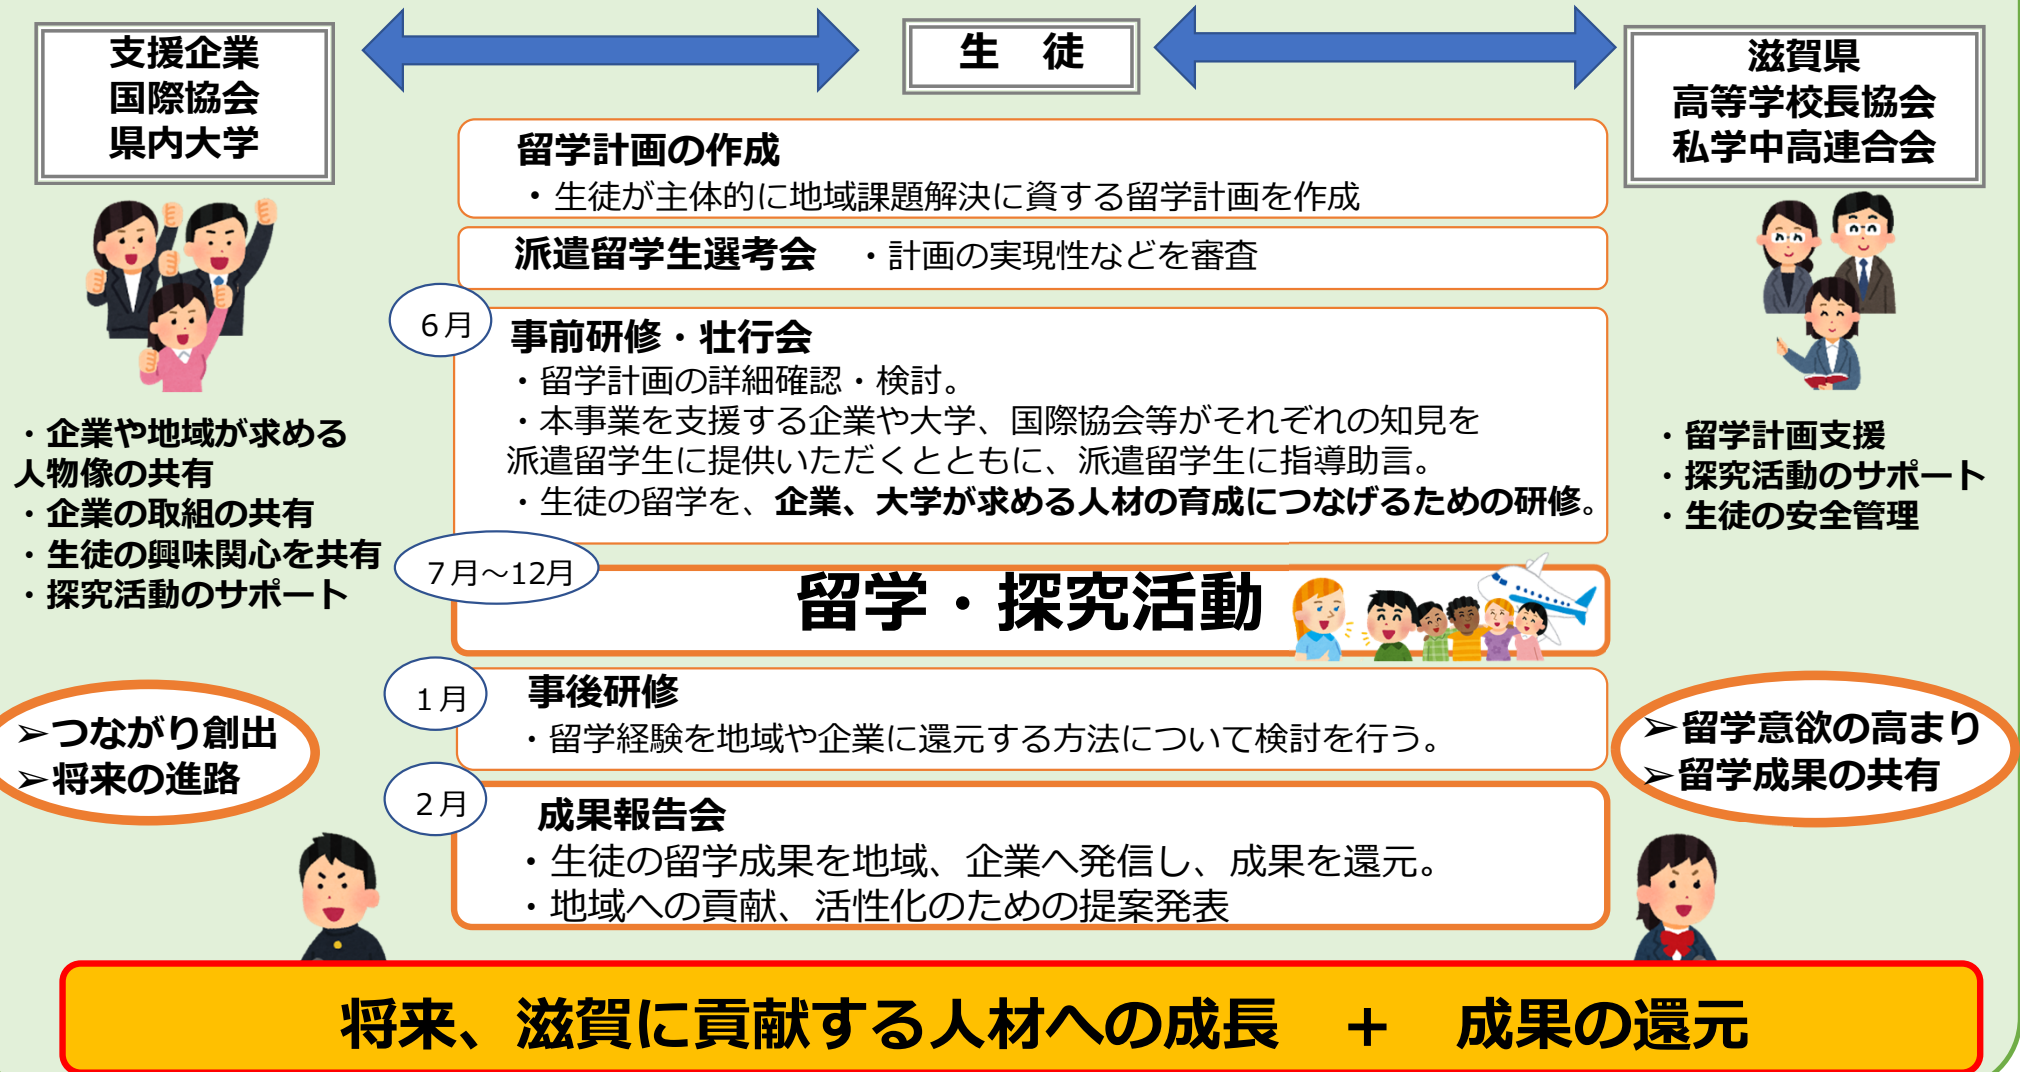 支援企業
国際協会
県内大学
生　徒
滋賀県
高等学校長協会
私学中高連合会
留学計画の作成
・生徒が主体的に地域課題解決に資する留学計画を作成
派遣留学生選考会　・計画の実現性などを審査
６月
事前研修・壮行会
・留学計画の詳細確認・検討。
・本事業を支援する企業や大学、国際協会等がそれぞれの知見を
派遣留学生に提供いただくとともに、派遣留学生に指導助言。
・生徒の留学を、企業、大学が求める人材の育成につなげるための研修。
・企業や地域が求める
人物像の共有
・企業の取組の共有
・生徒の興味関心を共有
・探究活動のサポート
・留学計画支援
・探究活動のサポート
・生徒の安全管理
７月～12月
留学・探究活動
１月
事後研修
・留学経験を地域や企業に還元する方法について検討を行う。
➢つながり創出
➢将来の進路
➢留学意欲の高まり
➢留学成果の共有
２月
成果報告会
・生徒の留学成果を地域、企業へ発信し、成果を還元。
・地域への貢献、活性化のための提案発表
将来、滋賀に貢献する人材への成長　＋　成果の還元